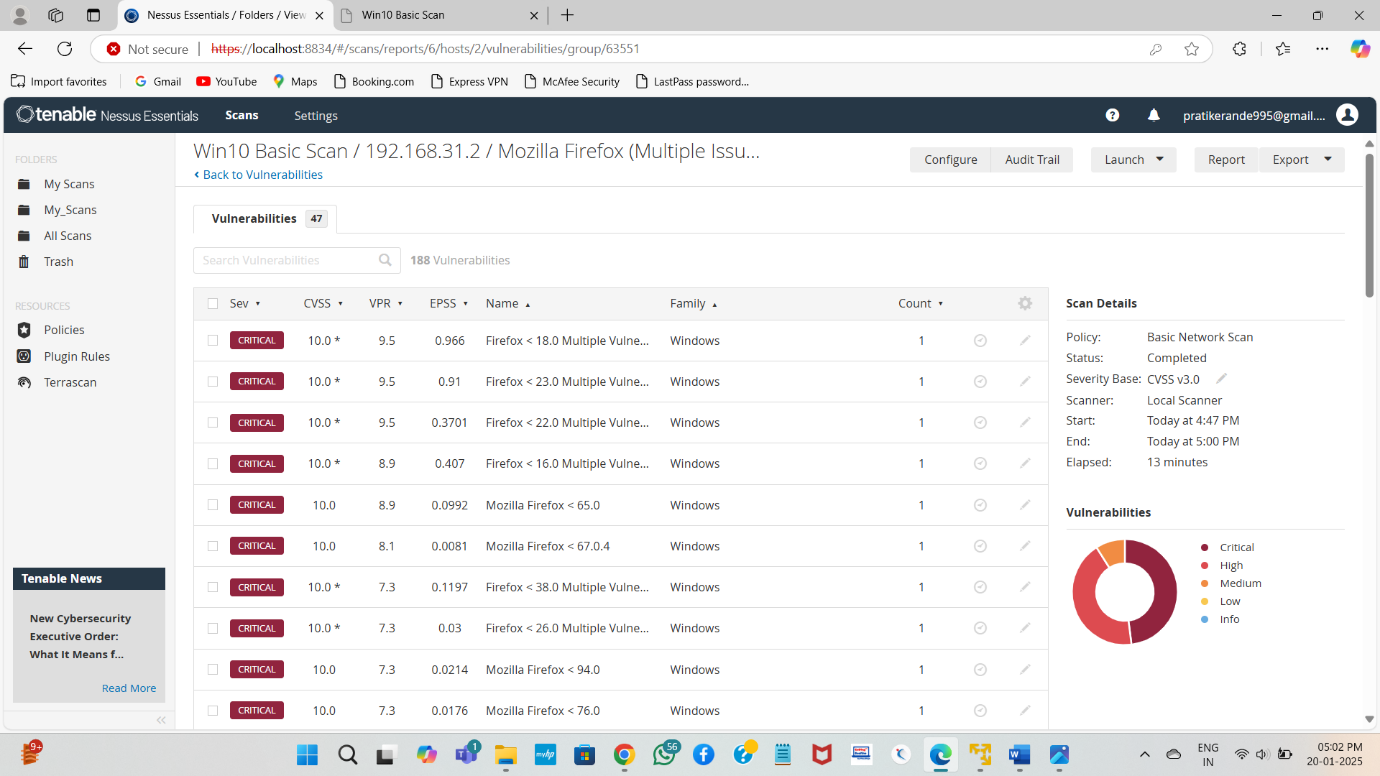 Nessus Essentials / Folders / View
Win10 Basic Scan
Not secure
https://localhost:8834/#/scans/reports/6/hosts/2/vulnerabilities/group/63551
Import favorites
Gmail
YouTube
Maps
Booking.com
Express VPN
McAfee Security
LastPass password...
tenable Nessus Essentials
Scans
Settings
pratikerande995@gmail....
FOLDERS
My Scans
My_Scans
All Scans
Trash
RESOURCES
Policies
Plugin Rules
Terrascan
Tenable News
New Cybersecurity
Executive Order:
What It Means f...
Read More
Win10 Basic Scan / 192.168.31.2 / Mozilla Firefox (Multiple Issu...
Back to Vulnerabilities
Configure Audit Trail Launch Report Export
Vulnerabilities 47
Search Vulnerabilities 188 Vulnerabilities
Sev CVSS VPR EPSS Name Family Count
CRITICAL 10.0 * 9.5 0.966 Firefox < 18.0 Multiple Vulne... Windows 1
CRITICAL 10.0 * 9.5 0.91 Firefox < 23.0 Multiple Vulne... Windows 1
CRITICAL 10.0 * 9.5 0.3701 Firefox < 22.0 Multiple Vulne... Windows 1
CRITICAL 10.0 * 8.9 0.407 Firefox < 16.0 Multiple Vulne... Windows 1
CRITICAL 10.0 8.9 0.0992 Mozilla Firefox < 65.0 Windows 1
CRITICAL 10.0 8.1 0.0081 Mozilla Firefox < 67.0.4 Windows 1
CRITICAL 10.0 * 7.3 0.1197 Firefox < 38.0 Multiple Vulne... Windows 1
CRITICAL 10.0 * 7.3 0.03 Firefox < 26.0 Multiple Vulne... Windows 1
CRITICAL 10.0 7.3 0.0214 Mozilla Firefox < 94.0 Windows 1
CRITICAL 10.0 7.3 0.0176 Mozilla Firefox < 76.0 Windows 1
Scan Details
Policy: Basic Network Scan
Status: Completed
Severity Base: CVSS v3.0
Scanner: Local Scanner
Start: Today at 4:47 PM
End: Today at 5:00 PM
Elapsed: 13 minutes
Vulnerabilities
Critical
High
Medium
Low
Info
9+
1
myhp
56
ENG
IN
05:02 PM
20-01-2025